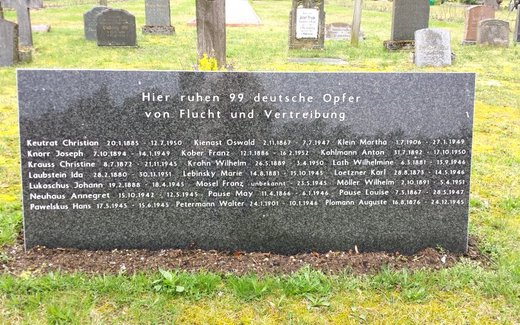 Hier ruhen 99 deutsche Opfer
von Flucht und Vertreibung
Keutrat Christian 20.1.1885 - 12.7.1950 Kienast Oswald 2.11.1867 - 7.7.1947 Klein Martha 1.7.1906 - 27.1.1949
Knorr Joseph 7.10.1894 - 14.1.1949 Kober Franz 12.1.1886 - 16.2.1952 Kohlmann Anton 31.7.1892 - 17.10.1950
Krauss Christine 8.7.1872 - 21.11.1945 Krohn Wilhelm 26.5.1889 - 3.4.1950 Lath Wilhelmine 4.5.1881 - 15.9.1946
Laubstein Ida 28.2.1880 - 30.11.1951 Lebinsky Marie 14.8.1881 - 15.10.1945 Loetzner Karl 28.8.1875 - 14.5.1946
Lukoschus Johann 19.2.1888 - 18.4.1945 Mosel Franz unbekannt - 23.5.1945 Möller Wilhelm 2.10.1891 - 5.4.1951
Neuhaus Annegret 15.10.1942 - 12.5.1945 Pause May 11.4.1866 - 6.1.1946 Pause Louise 7.5.1867 - 28.5.1947
Pawelskus Hans 17.5.1945 - 15.6.1945 Petermann Walter 24.1.1901 - 10.1.1946 Plomann Auguste 16.8.1876 - 24.12.1945